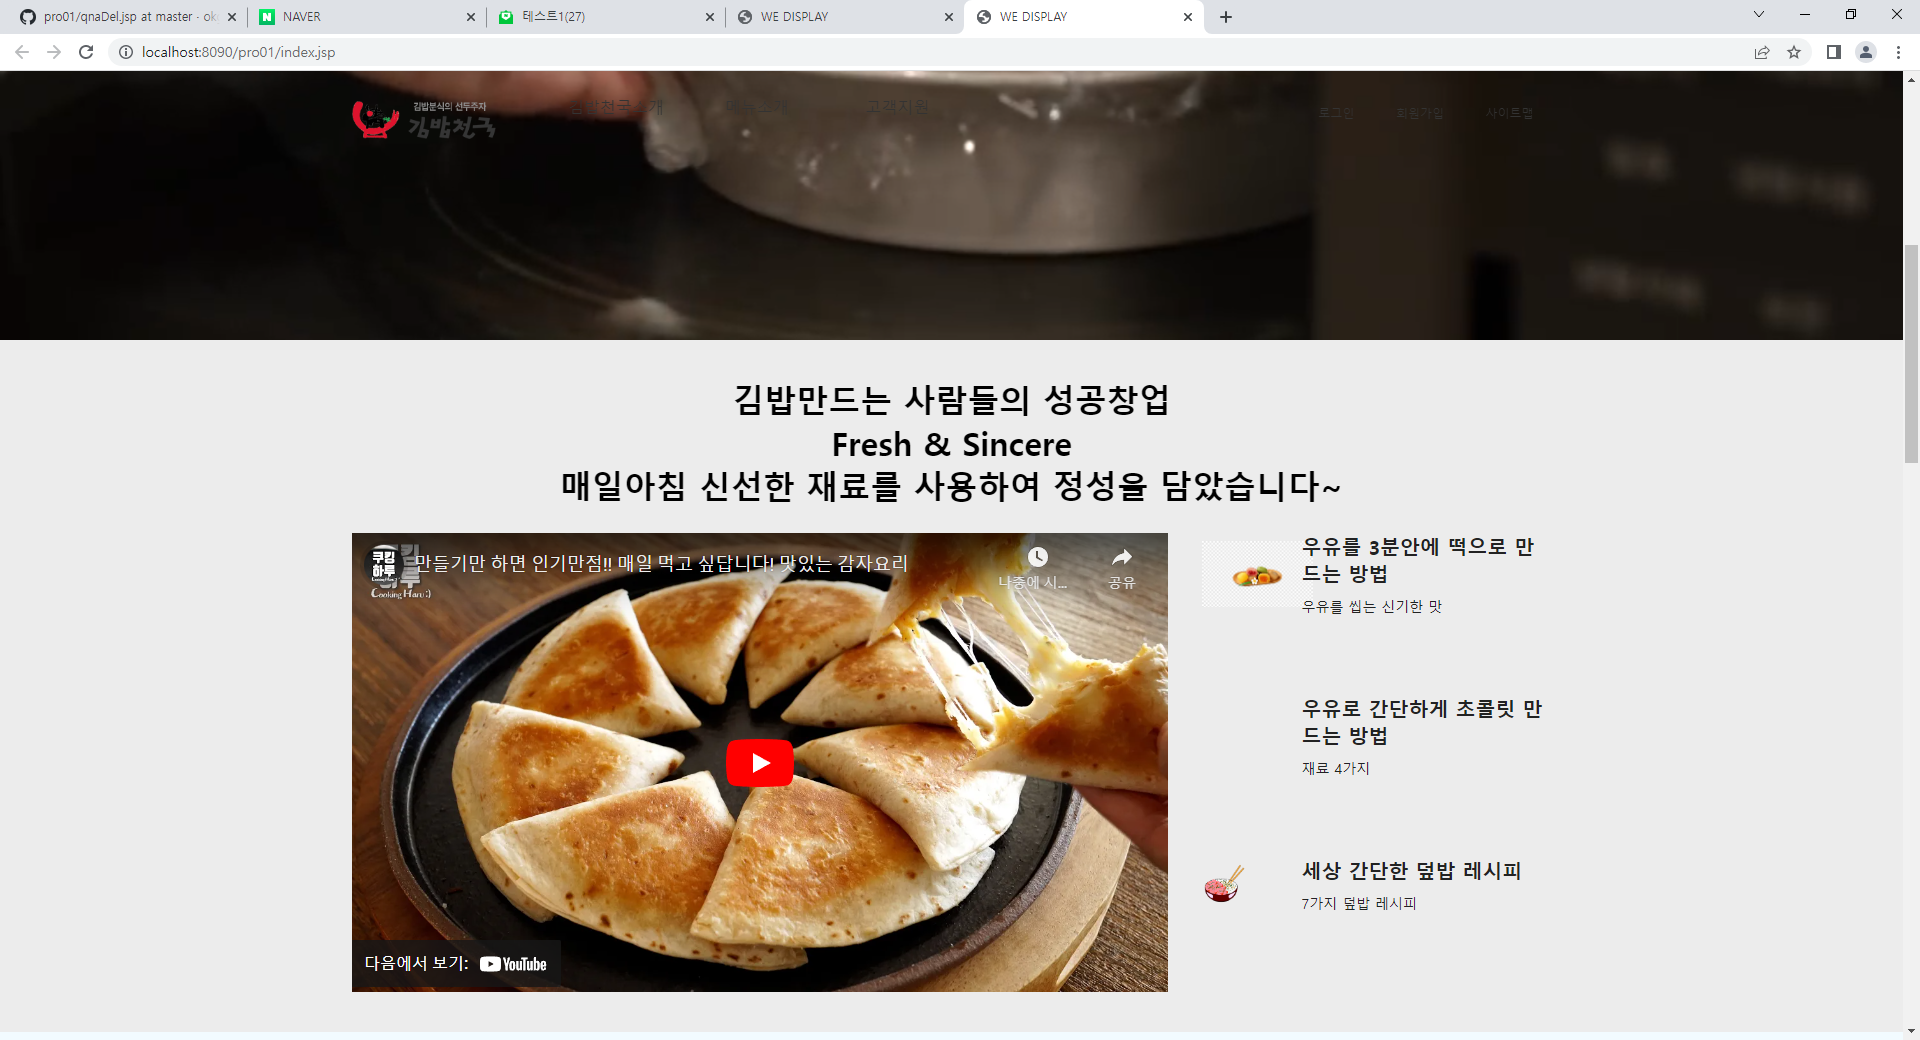 pro01/qnaDel.jsp at master · ok
NAVER
테스트1(27)
WE DISPLAY
WE DISPLAY
localhost:8090/pro01/index.jsp
김밥분식의 선두주자
김밥천국
김밥천국소개
메뉴소개
고객지원
로그인
회원가입
사이트맵
김밥만드는 사람들의 성공창업
Fresh & Sincere
매일아침 신선한 재료를 사용하여 정성을 담았습니다~
쿠킹
하루
Cooking Haru :)
만들기만 하면 인기만점!! 매일 먹고 싶답니다! 맛있는 감자요리
나중에 시...
공유
다음에서 보기:
YouTube
우유를 3분안에 떡으로 만
드는 방법
우유를 씹는 신기한 맛
우유로 간단하게 초콜릿 만
드는 방법
재료 4가지
세상 간단한 덮밥 레시피
7가지 덮밥 레시피